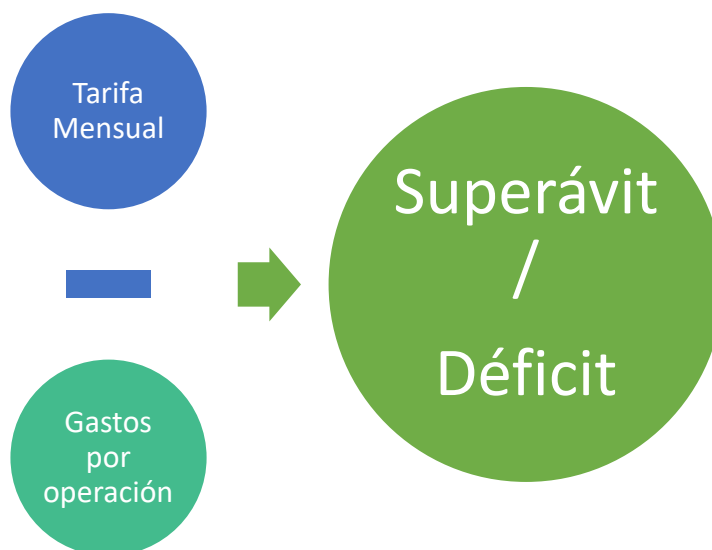 Tarifa
Mensual
Gastos
por
operación
Superávit
/
Déficit